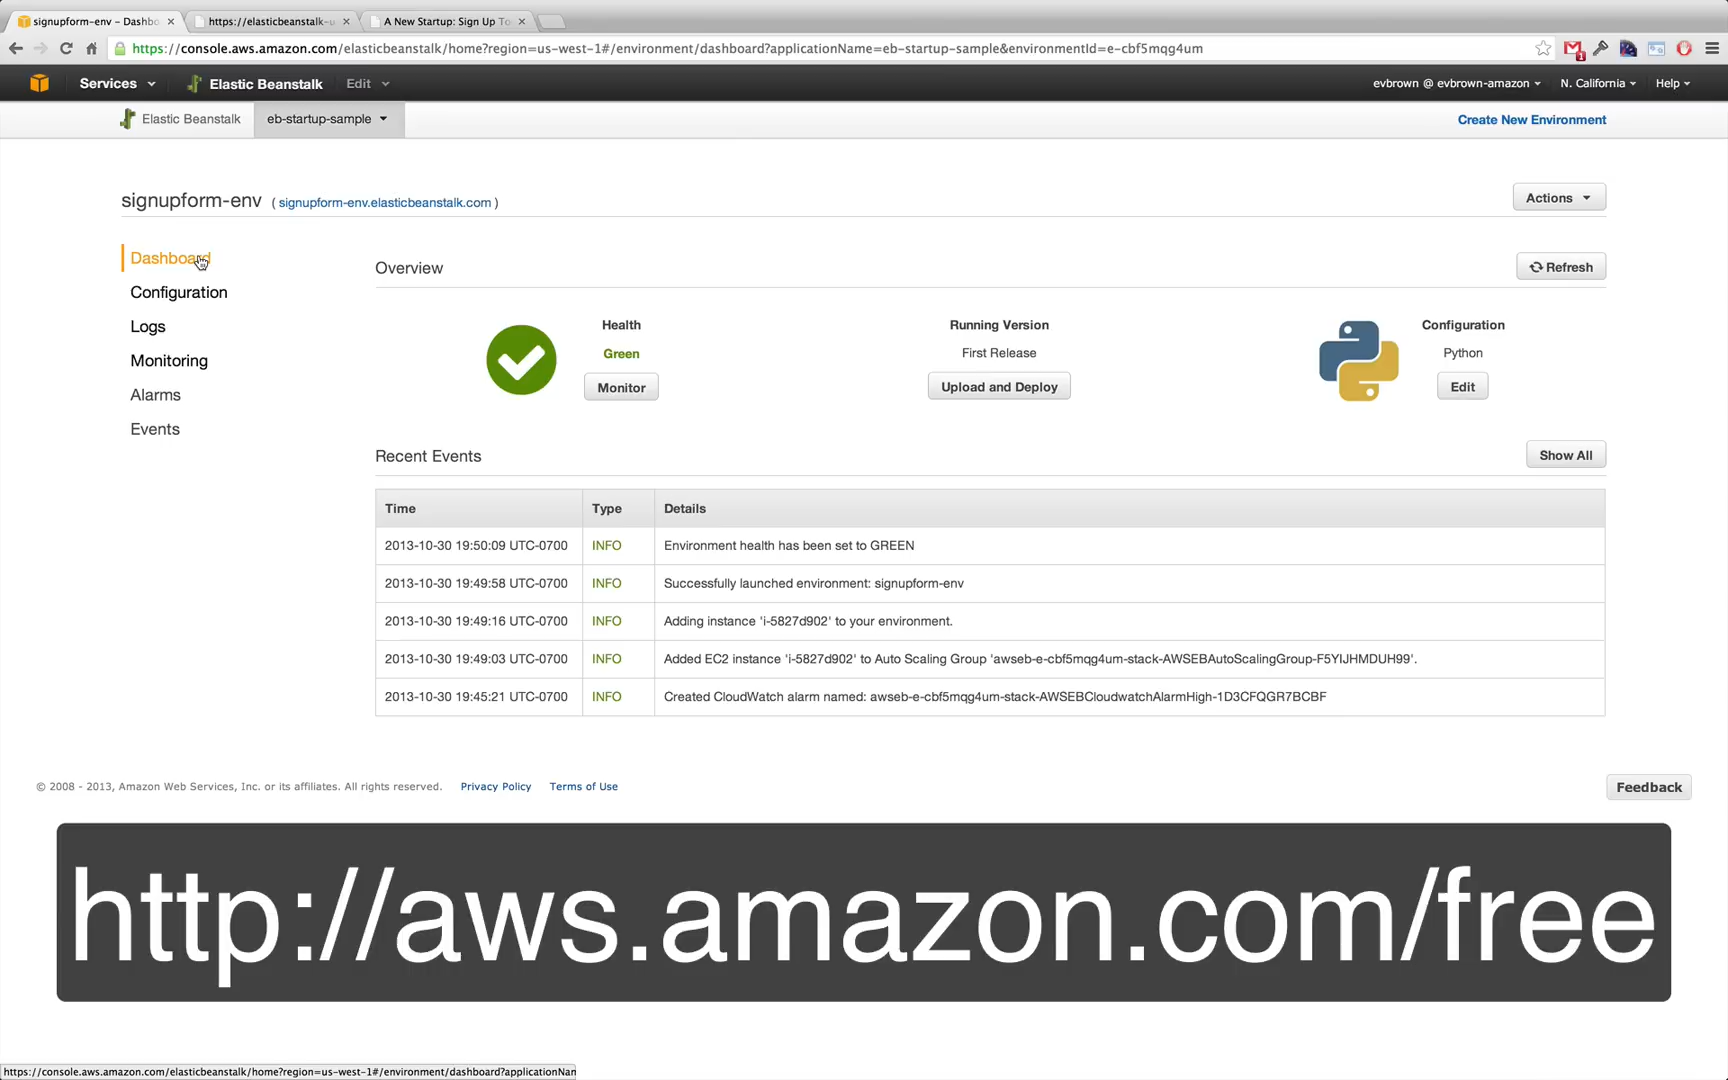 signupform-env – Dashbo
https://elasticbeanstalk-u
A New Startup: Sign Up To
https://console.aws.amazon.com/elasticbeanstalk/home?region=us-west-1#/environment/dashboard?applicationName=eb-startup-sample&environmentId=e-cbf5mqg4um
1
Services
Elastic Beanstalk
Edit
evbrown @ evbrown-amazon
N. California
Help
Elastic Beanstalk
eb-startup-sample
Create New Environment
signupform-env ( signupform-env.elasticbeanstalk.com )
Actions
Dashboard
Configuration
Logs
Monitoring
Alarms
Events
Overview
Refresh
Health
Green
Monitor
Running Version
First Release
Upload and Deploy
Configuration
Python
Edit
Recent Events
Show All
Time Type Details
2013-10-30 19:50:09 UTC-0700 INFO Environment health has been set to GREEN
2013-10-30 19:49:58 UTC-0700 INFO Successfully launched environment: signupform-env
2013-10-30 19:49:16 UTC-0700 INFO Adding instance 'i-5827d902' to your environment.
2013-10-30 19:49:03 UTC-0700 INFO Added EC2 instance 'i-5827d902' to Auto Scaling Group 'awseb-e-cbf5mqg4um-stack-AWSEBAutoScalingGroup-F5YIJHMDUH99'.
2013-10-30 19:45:21 UTC-0700 INFO Created CloudWatch alarm named: awseb-e-cbf5mqg4um-stack-AWSEBCloudwatchAlarmHigh-1D3CFQGR7BCBF
© 2008 - 2013, Amazon Web Services, Inc. or its affiliates. All rights reserved. Privacy Policy Terms of Use
Feedback
http://aws.amazon.com/free
https://console.aws.amazon.com/elasticbeanstalk/home?region=us-west-1#/environment/dashboard?applicationNan